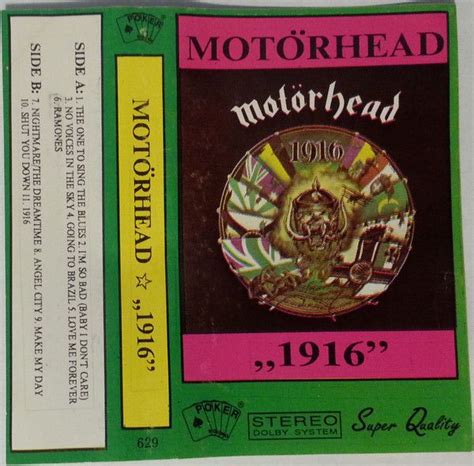 SIDE A: 1. THE ONE TO SING THE BLUES 2. I'M SO BAD (BABY I DON'T CARE)
3. NO VOICES IN THE SKY 4. GOING TO BRAZIL 5. LOVE ME FOREVER
6. RAMONES
SIDE B: 7. NIGHTMARE/THE DREAMTIME 8. ANGEL CITY 9. MAKE MY DAY
10. SHUT YOU DOWN 11. 1916
POKER
MOTÖRHEAD ☆ „1916”
629
MOTÖRHEAD
motörhead
1916
„1916”
POKER
STEREO
DOLBY SYSTEM
Super Quality